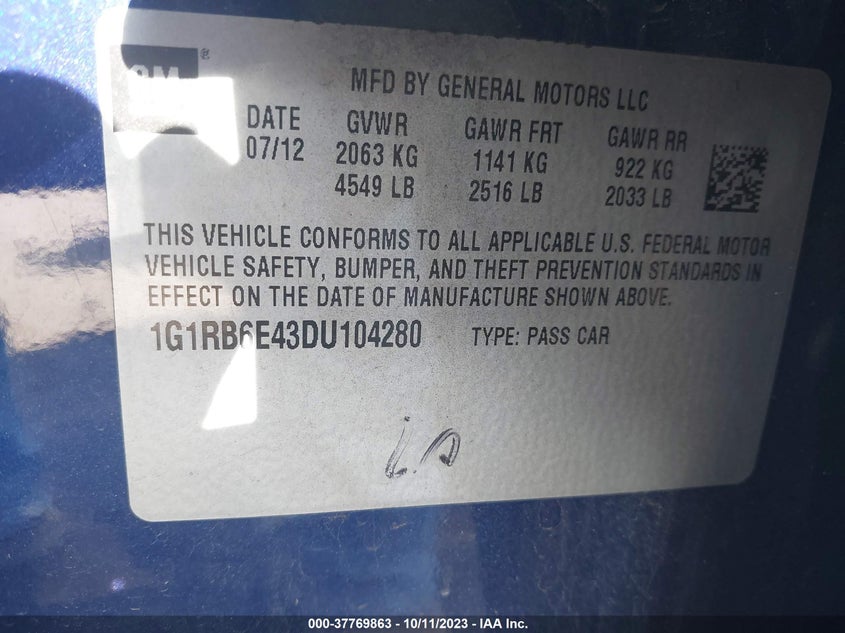 GM
MFD BY GENERAL MOTORS LLC
DATE GVWR GAWR FRT GAWR RR
07/12 2063 KG 1141 KG 922 KG
4549 LB 2516 LB 2033 LB
THIS VEHICLE CONFORMS TO ALL APPLICABLE U.S. FEDERAL MOTOR
VEHICLE SAFETY, BUMPER, AND THEFT PREVENTION STANDARDS IN
EFFECT ON THE DATE OF MANUFACTURE SHOWN ABOVE.
1G1RB6E43DU104280 TYPE: PASS CAR
000-37769863 - 10/11/2023 - IAA Inc.